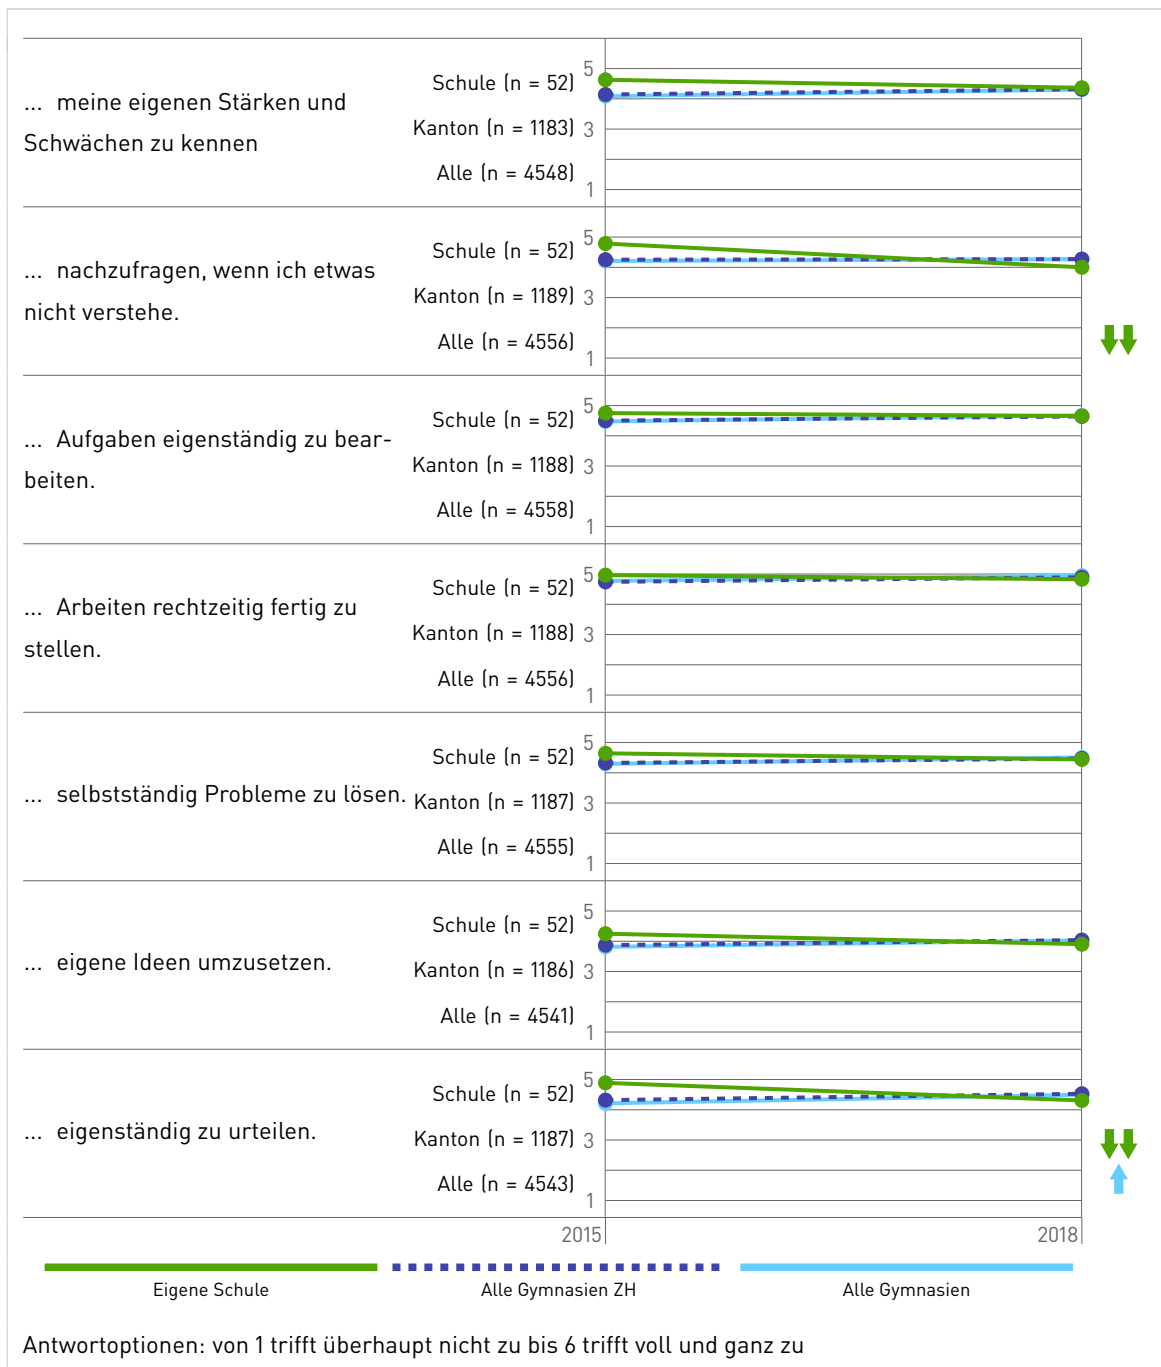 ... meine eigenen Stärken und
Schwächen zu kennen
Schule (n = 52)
Kanton (n = 1183)
Alle (n = 4548)
5
3
1
... nachzufragen, wenn ich etwas
nicht verstehe.
Schule (n = 52)
Kanton (n = 1189)
Alle (n = 4556)
5
3
1
... Aufgaben eigenständig zu bear-
beiten.
Schule (n = 52)
Kanton (n = 1188)
Alle (n = 4558)
5
3
1
... Arbeiten rechtzeitig fertig zu
stellen.
Schule (n = 52)
Kanton (n = 1188)
Alle (n = 4556)
5
3
1
... selbstständig Probleme zu lösen.
Schule (n = 52)
Kanton (n = 1187)
Alle (n = 4555)
5
3
1
... eigene Ideen umzusetzen.
Schule (n = 52)
Kanton (n = 1186)
Alle (n = 4541)
5
3
1
... eigenständig zu urteilen.
Schule (n = 52)
Kanton (n = 1187)
Alle (n = 4543)
5
3
1
2015 2018
Eigene Schule Alle Gymnasien ZH Alle Gymnasien
Antwortoptionen: von 1 trifft überhaupt nicht zu bis 6 trifft voll und ganz zu